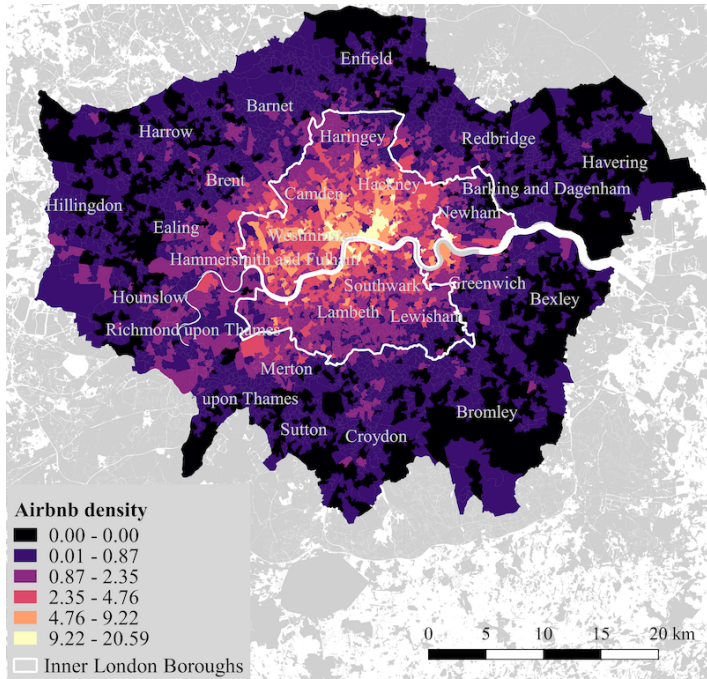 Enfield
Barnet
Harrow
Haringey
Redbridge
Havering
Brent
Camden
Hackney
Barking and Dagenham
Hillingdon
Newham
Ealing
Westminster
Hammersmith and Fulham
Southwark
Greenwich
Hounslow
Bexley
Richmond upon Thames
Lambeth
Lewisham
Merton
upon Thames
Bromley
Sutton
Croydon
Airbnb density
0.00 - 0.00
0.01 - 0.87
0.87 - 2.35
2.35 - 4.76
4.76 - 9.22
9.22 - 20.59
Inner London Boroughs
0 5 10 15 20 km